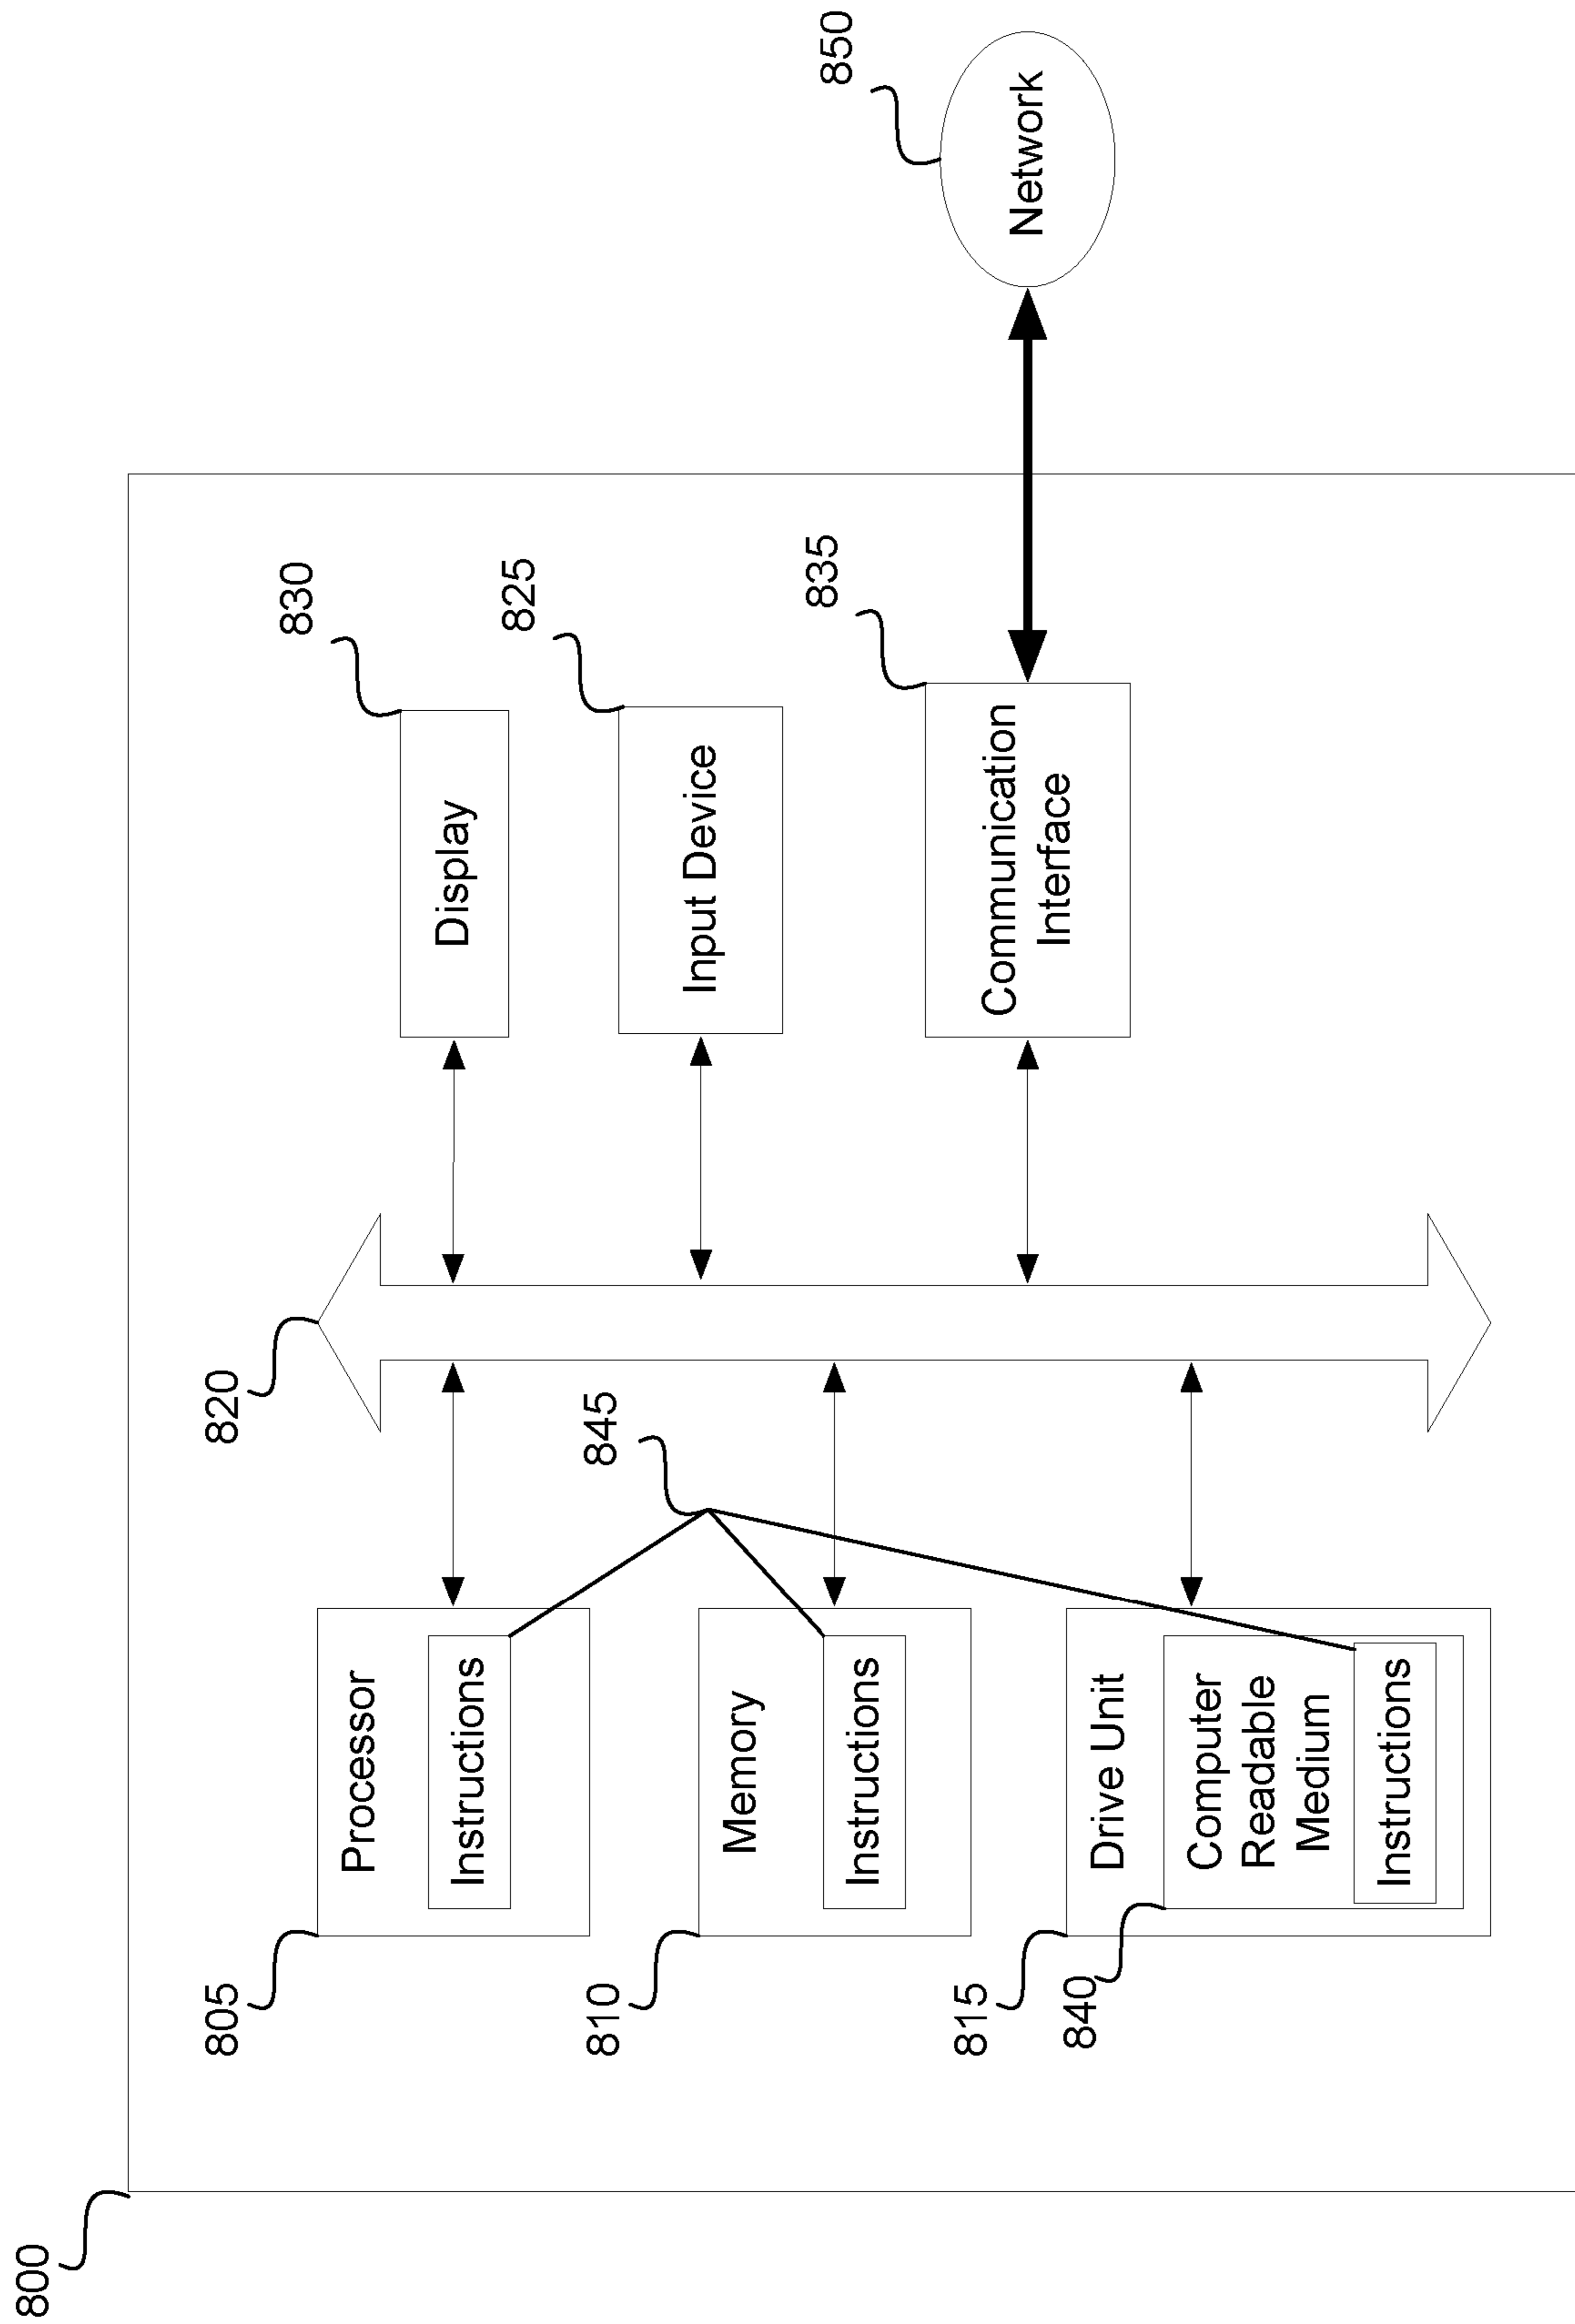 800
805
Processor
Instructions
810
Memory
Instructions
815
840
Drive Unit
Computer
Readable
Medium
Instructions
845
820
830
Display
825
Input Device
835
Communication
Interface
850
Network